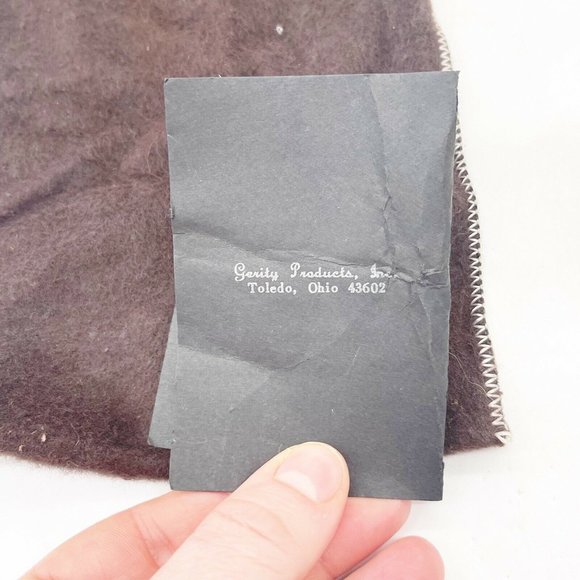 Gerity Products, Inc.
Toledo, Ohio 43602